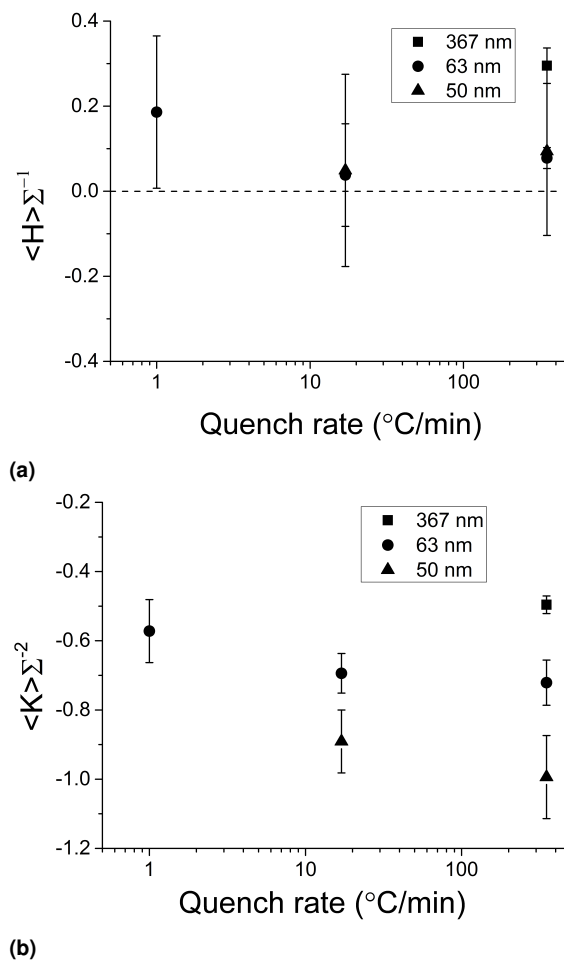 0.4
0.2
0.0
-0.2
-0.4
<H>Σ⁻¹
367 nm
63 nm
50 nm
1
10
100
Quench rate (°C/min)
(a)
-0.2
-0.4
-0.6
-0.8
-1.0
-1.2
<K>Σ⁻²
367 nm
63 nm
50 nm
1
10
100
Quench rate (°C/min)
(b)